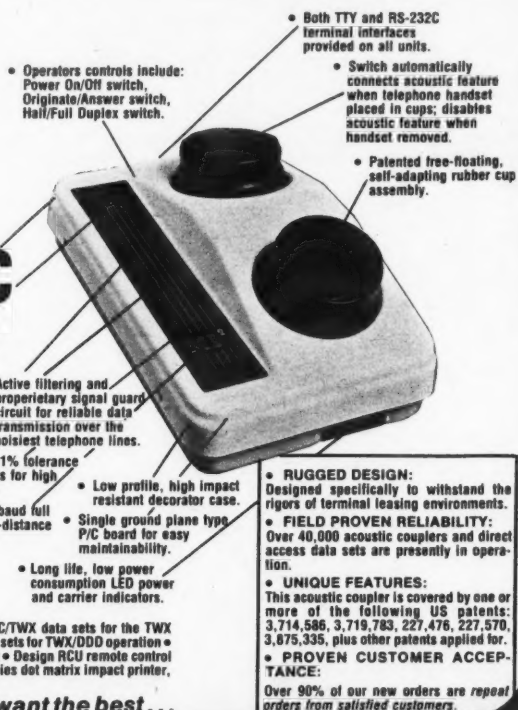 • Both TTY and RS-232C
terminal interfaces
provided on all units.
• Operators controls include:
Power On/Off switch,
Originate/Answer switch,
Half/Full Duplex switch.
• Switch automatically
connects acoustic feature
when telephone handset
placed in cups; disables
acoustic feature when
handset removed.
• Patented free-floating,
self-adapting rubber cup
assembly.
C
Active filtering and
properietary signal guard
circuit for reliable data
transmission over the
noisiest telephone lines.
1% tolerance
s for high
baud full
-distance
• Low profile, high impact
resistant decorator case.
• Single ground plane type
P/C board for easy
maintainability.
• Long life, low power
consumption LED power
and carrier indicators.
C/TWX data sets for the TWX
sets for TWX/DDD operation •
• Design RCU remote control
ies dot matrix impact printer,
want the best...
• RUGGED DESIGN:
Designed specifically to withstand the
rigors of terminal leasing environments.
• FIELD PROVEN RELIABILITY:
Over 40,000 acoustic couplers and direct
access data sets are presently in opera-
tion.
• UNIQUE FEATURES:
This acoustic coupler is covered by one or
more of the following US patents:
3,714,586, 3,719,783, 227,476, 227,570,
3,675,335, plus other patents applied for.
• PROVEN CUSTOMER ACCEP-
TANCE:
Over 90% of our new orders are repeat
orders from satisfied customers.